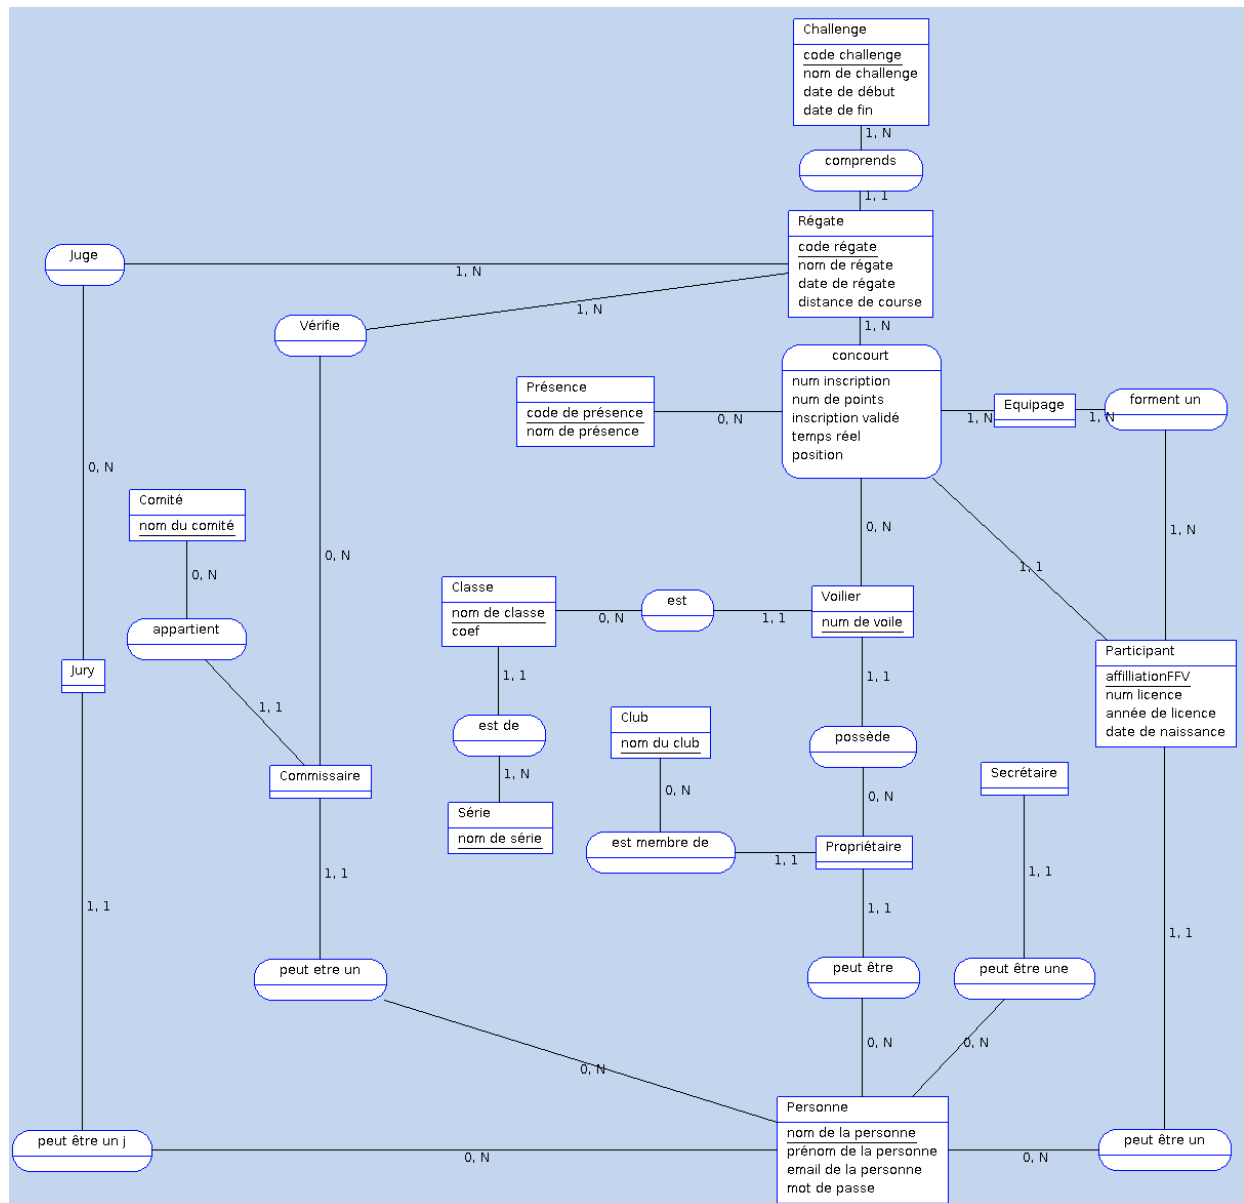 Challenge
code challenge
nom de challenge
date de début
date de fin
1, N
comprends
1, 1
Régate
code régate
nom de régate
date de régate
distance de course
Juge
1, N
1, N
Vérifie
1, N
concourt
num inscription
num de points
inscription validé
temps réel
position
Présence
code de présence
nom de présence
0, N
Equipage
1, N
1, N
forment un
0, N
Comité
nom du comité
0, N
0, N
0, N
1, N
1, 1
Classe
nom de classe
coef
0, N
est
1, 1
Voilier
num de voile
appartient
Jury
1, 1
1, 1
1, 1
Participant
affilliationFFV
num licence
année de licence
date de naissance
est de
Club
nom du club
possède
Commissaire
1, N
0, N
0, N
Secrétaire
Série
nom de série
est membre de
1, 1
Propriétaire
1, 1
1, 1
1, 1
1, 1
1, 1
peut etre un
peut être
peut être une
0, N
0, N
0, N
Personne
nom de la personne
prénom de la personne
email de la personne
mot de passe
peut être un j
0, N
0, N
peut être un